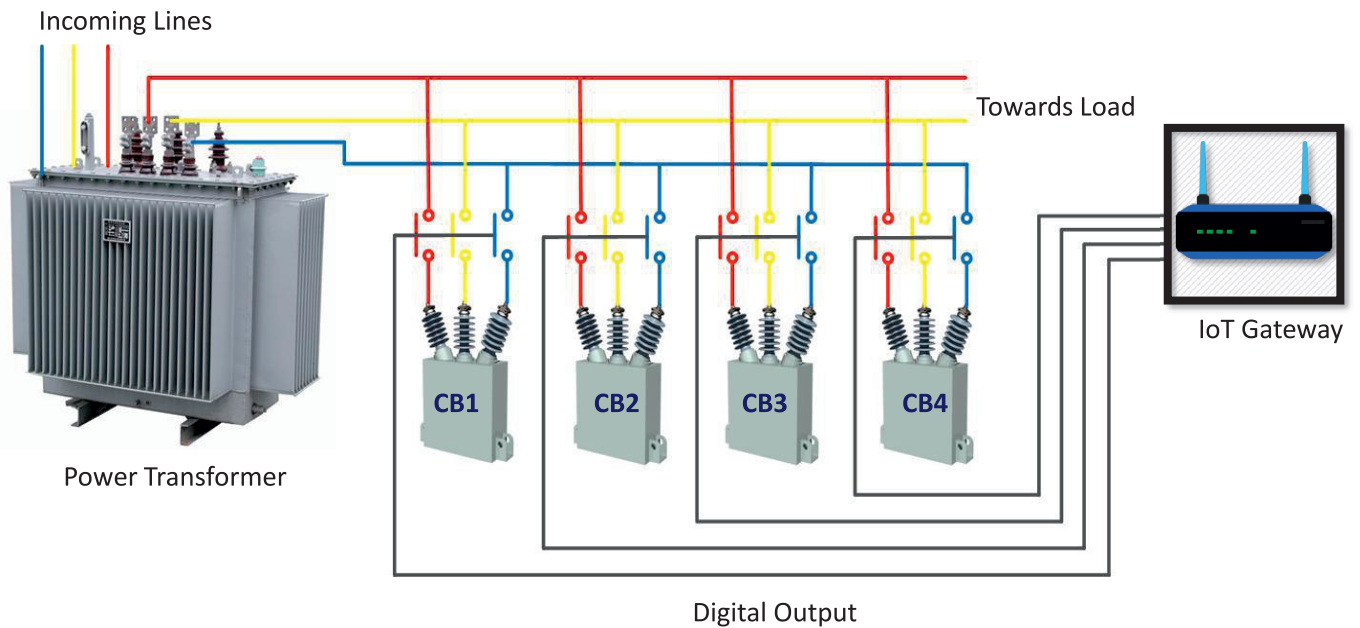 Incoming Lines
Towards Load
IoT Gateway
CB1
CB2
CB3
CB4
Power Transformer
Digital Output